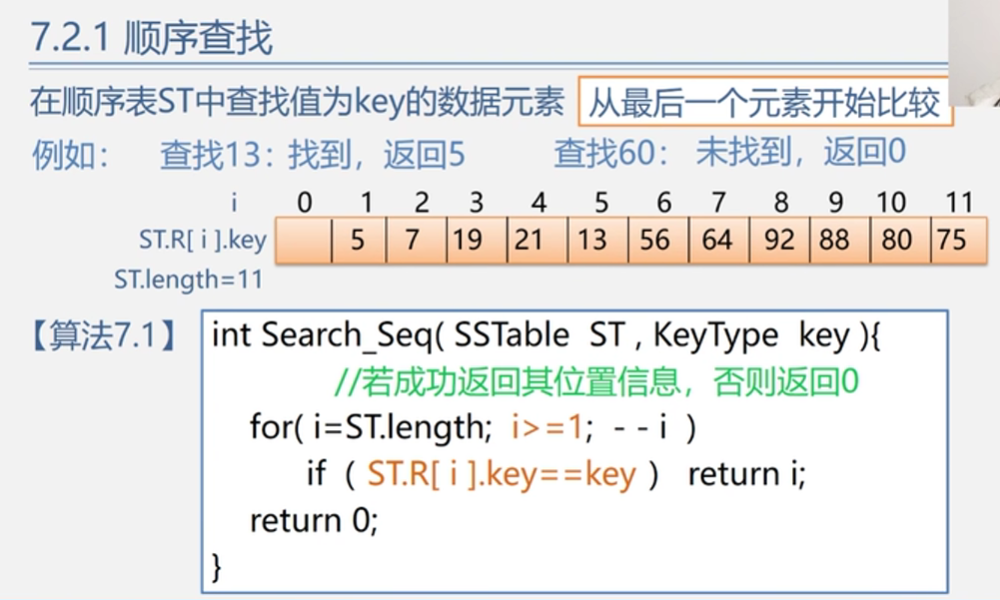 7.2.1 顺序查找
在顺序表ST中查找值为key的数据元素 从最后一个元素开始比较
例如： 查找13：找到，返回5 查找60： 未找到，返回0
i 0 1 2 3 4 5 6 7 8 9 10 11
ST.R[ i ].key 5 7 19 21 13 56 64 92 88 80 75
ST.length=11
【算法7.1】 int Search_Seq( SSTable ST , KeyType key ){
//若成功返回其位置信息，否则返回0
for( i=ST.length; i>=1; - - i )
if ( ST.R[ i ].key==key ) return i;
return 0;
}